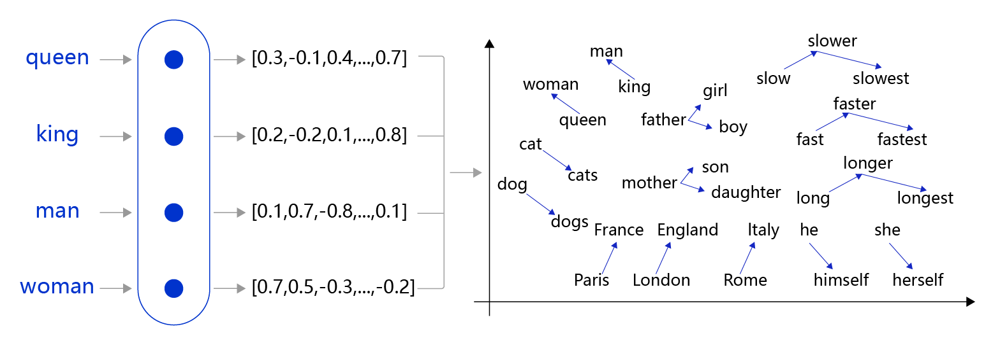 queen
[0.3,-0.1,0.4,...,0.7]
king
[0.2,-0.2,0.1,...,0.8]
man
[0.1,0.7,-0.8,...,0.1]
woman
[0.7,0.5,-0.3,...,-0.2]
man
king
woman
queen
father
girl
boy
cat
cats
dog
dogs
mother
son
daughter
slower
slow
slowest
faster
fast
fastest
longer
long
longest
France
England
Italy
he
she
Paris
London
Rome
himself
herself